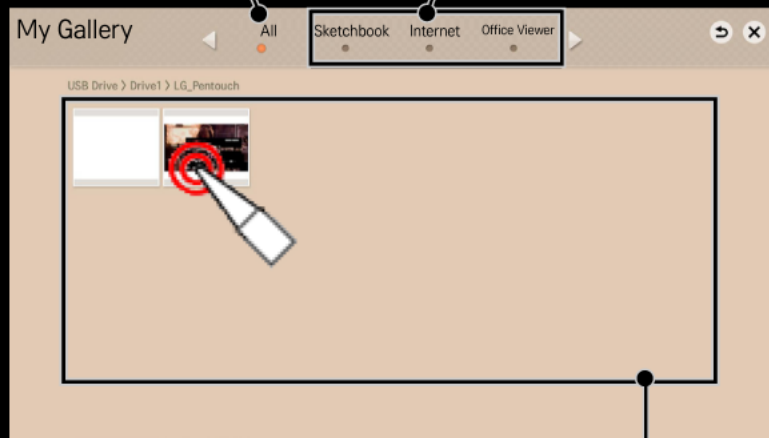 My Gallery
All
Sketchbook
Internet
Office Viewer
USB Drive > Drive1 > LG_Pentouch